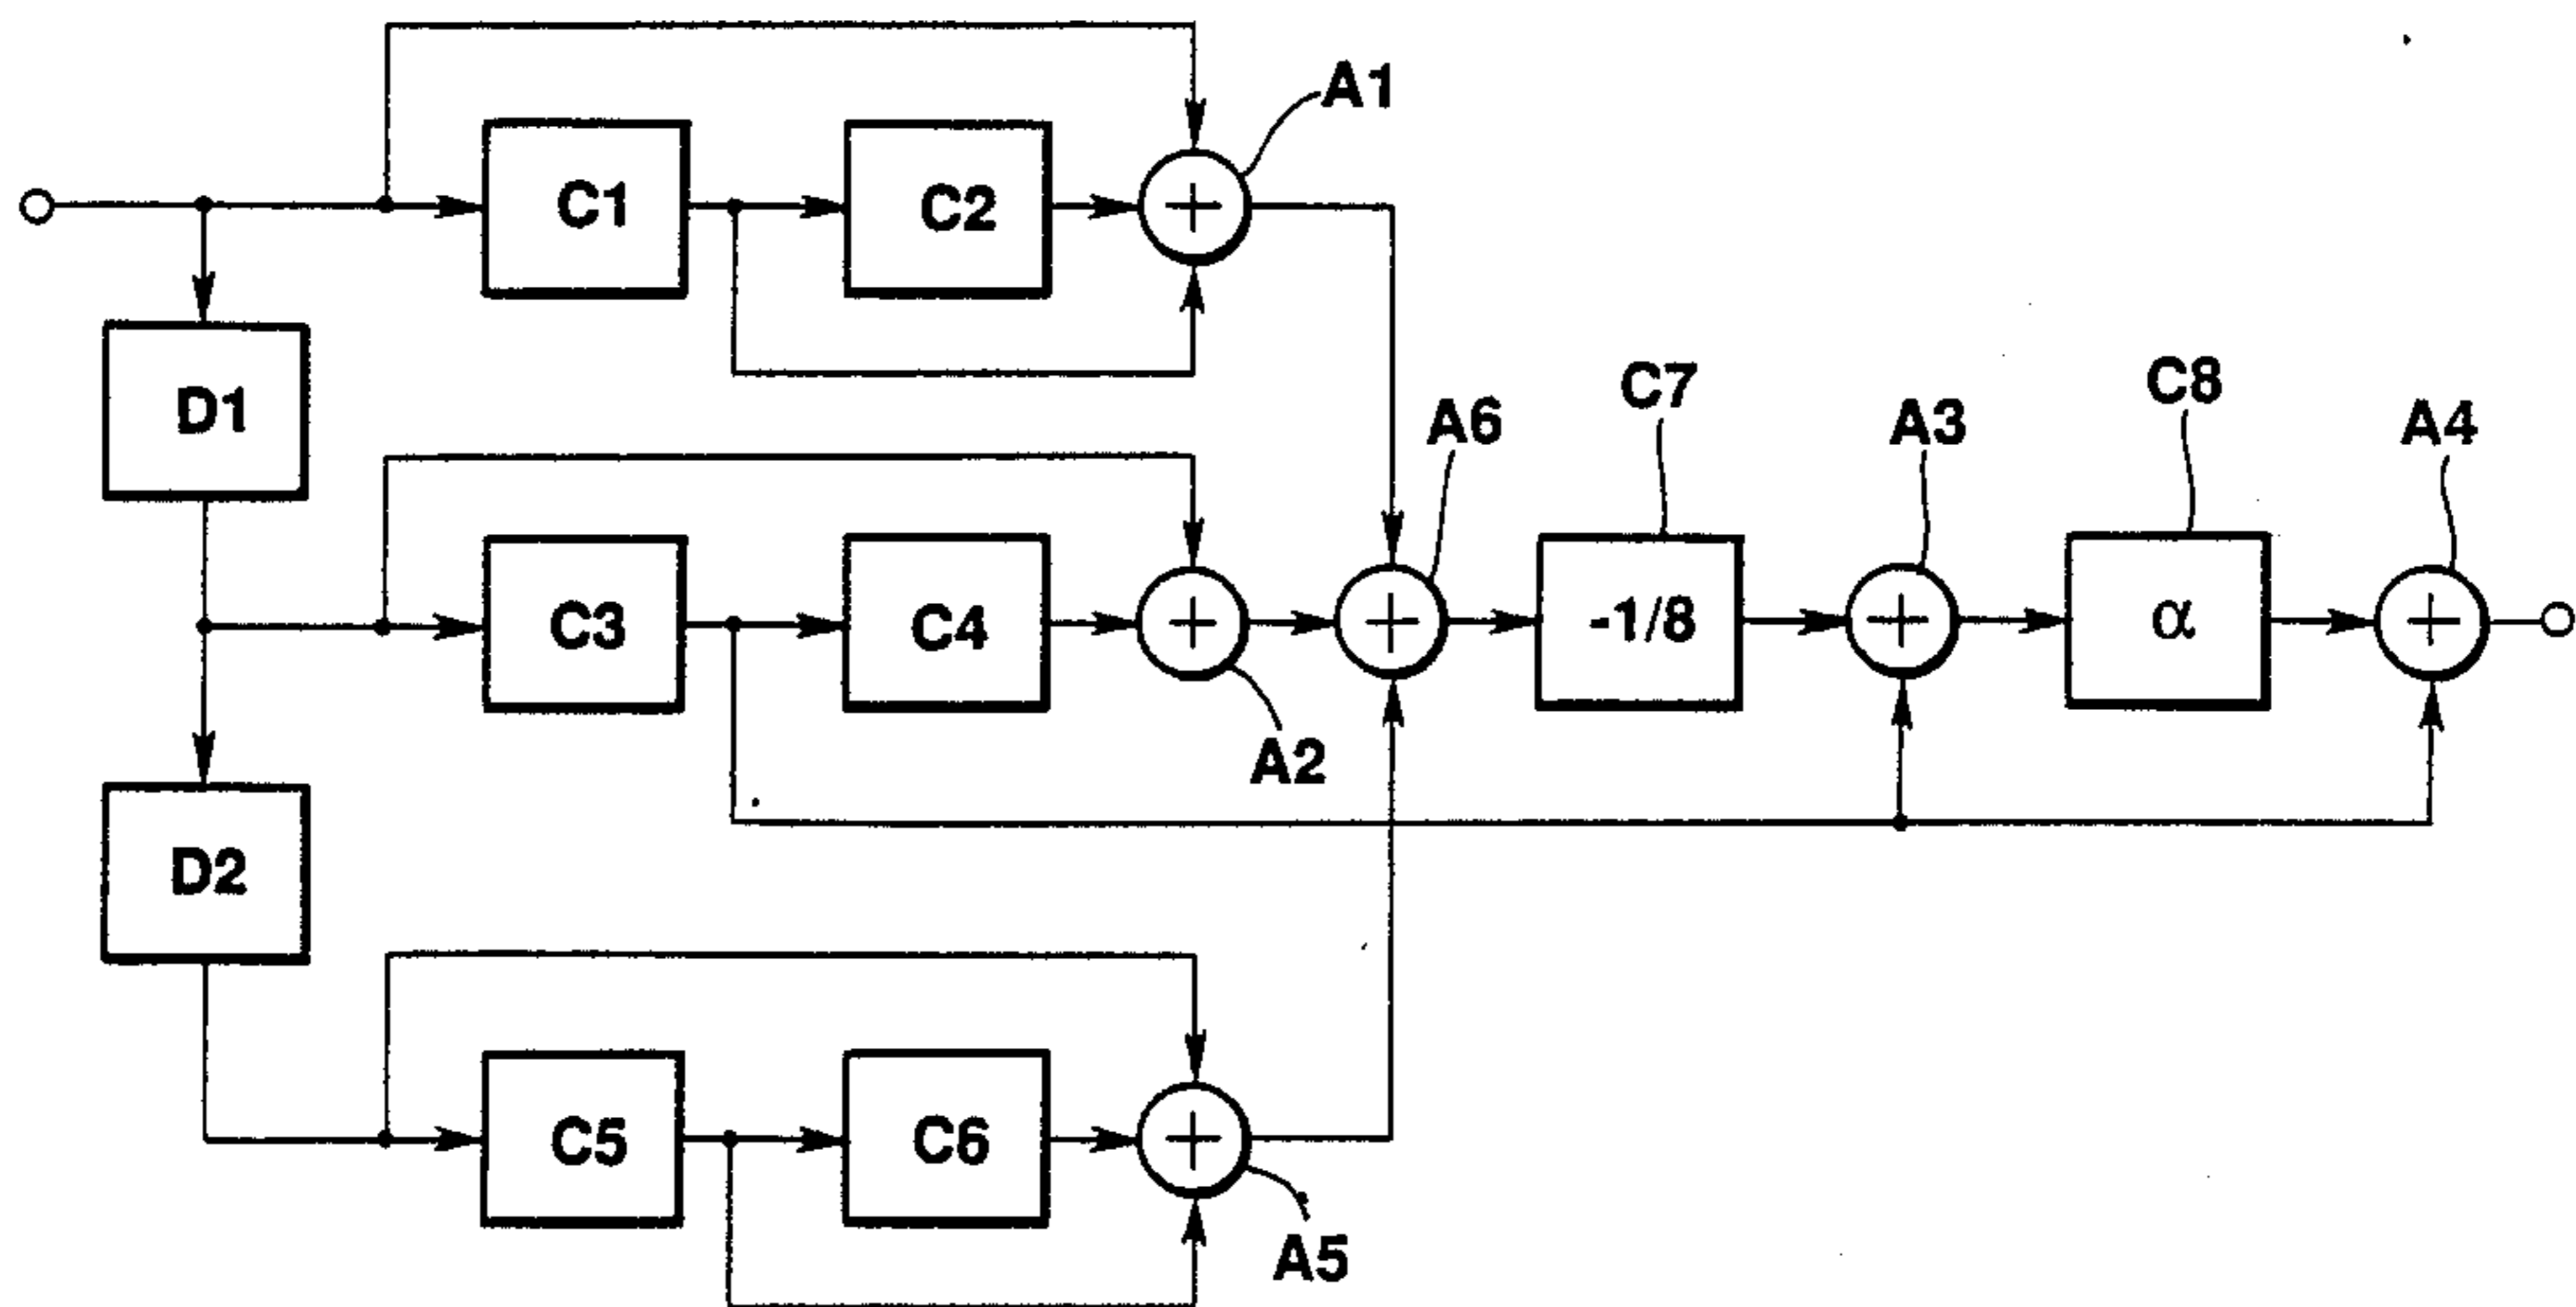 A1
C1
C2
+
D1
C7
C8
A6
A3
A4
C3
C4
+
+
-1/8
+
α
+
A2
D2
C5
C6
+
A5